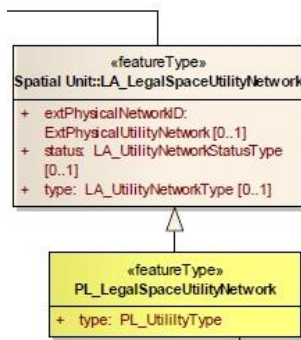 «featureType»
Spatial Unit::LA_LegalSpaceUtilityNetwork
+ extPhysicalNetworkID:
ExtPhysicalUtilityNetwork [0..1]
+ status: LA_UtilityNetworkStatusType
[0..1]
+ type: LA_UtilityNetworkType [0..1]
«featureType»
PL_LegalSpaceUtilityNetwork
+ type: PL_UtililtyType